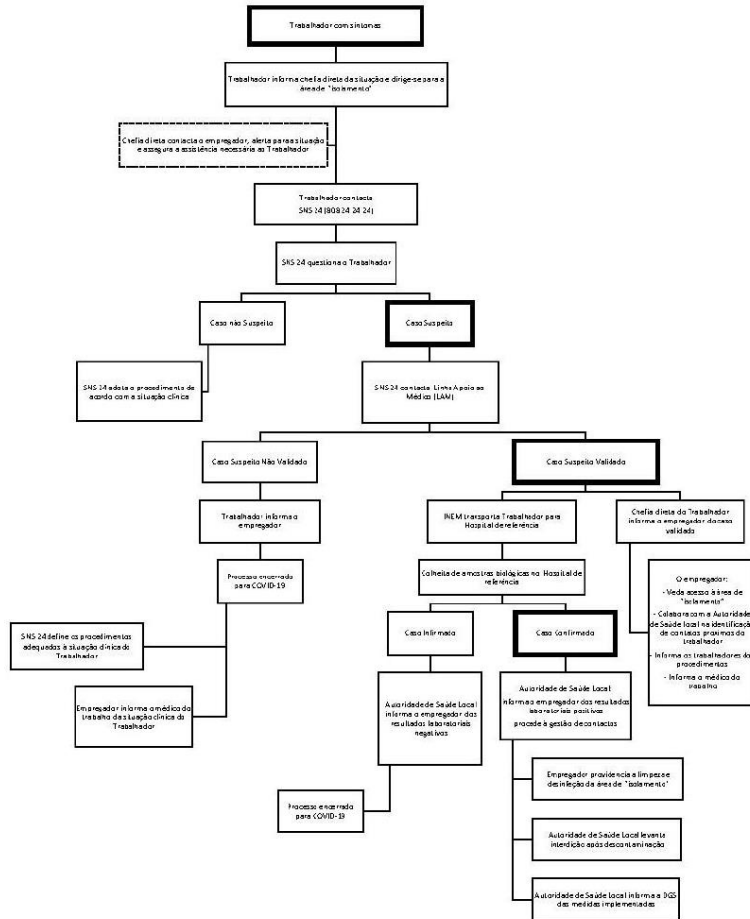 Trabalhador com sintomas
Trabalhador informa chefia direta da situação e dirige-se para a
área de "isolamento"
Chefia direta contacta o empregador, alerta para a situação
e assegura a assistência necessária ao Trabalhador
Trabalhador contacta
SNS 24 (808 24 24 24)
SNS 24 questiona o Trabalhador
Caso não Suspeito
Caso Suspeito
SNS 24 adota o procedimento de
acordo com a situação clínica
SNS 24 contacta Linha Apoio ao
Médico (LAM)
Caso Suspeito Não Validado
Caso Suspeito Validado
Trabalhador informa o
empregador
INEM transporta Trabalhador para
Hospital de referência
Chefia direta do Trabalhador
informa o empregador do caso
validado
Processo encerrado
para COVID-19
Colheita de amostras biológicas no Hospital de
referência
O empregador:
- Veda acesso à área de
"isolamento"
- Colabora com a Autoridade
de Saúde local na identificação
de contatos próximos do
trabalhador
- Informa os trabalhadores dos
procedimentos
- Informa o médico do
trabalho
SNS 24 define os procedimentos
adequados à situação clínica do
Trabalhador
Caso Infirmado
Caso Confirmado
Empregador informa o médico do
trabalho da situação clínica do
Trabalhador
Autoridade de Saúde Local
informa o empregador dos
resultados laboratoriais
negativos
Autoridade de Saúde Local
informa o empregador dos resultados
laboratoriais positivos
procede à gestão de contactos
Processo encerrado
para COVID-19
Empregador providencia a limpeza e
desinfeção da área de "isolamento"
Autoridade de Saúde Local levanta
interdição após descontaminação
Autoridade de Saúde Local informa a DGS
das medidas implementadas